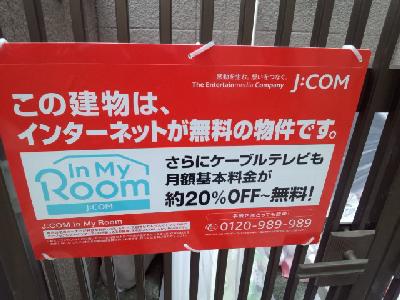 感動を生む。想いをつなぐ。
The Entertainmedia Company
J:COM
この建物は、
インターネットが無料の物件です。
In My
Room
J:COM
さらにケーブルテレビも
月額基本料金が
約20%OFF~無料!
J:COM In My Room
0120-989-989